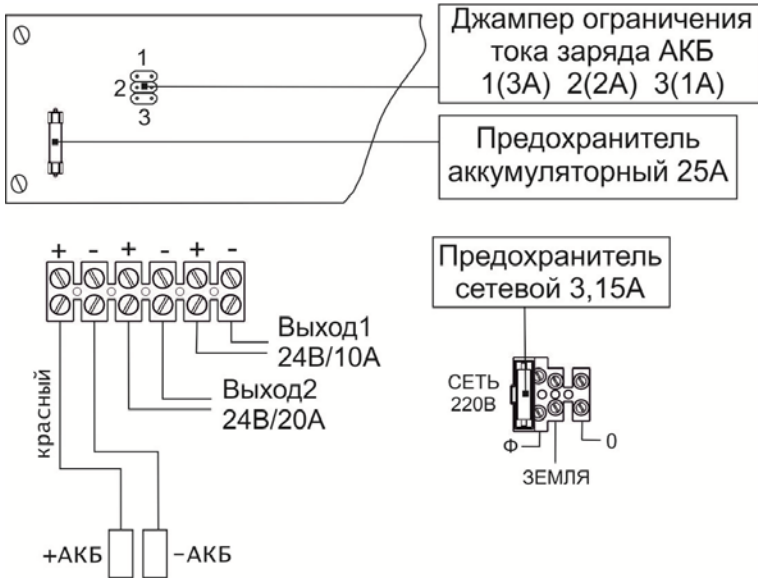 Джампер ограничения
тока заряда АКБ
1(3А) 2(2А) 3(1А)
1
2
3
Предохранитель
аккумуляторный 25А
+ - + - + -
Предохранитель
сетевой 3,15А
Выход1
24В/10А
Выход2
24В/20А
красный
СЕТЬ
220В
Ф
0
ЗЕМЛЯ
+АКБ
-АКБ